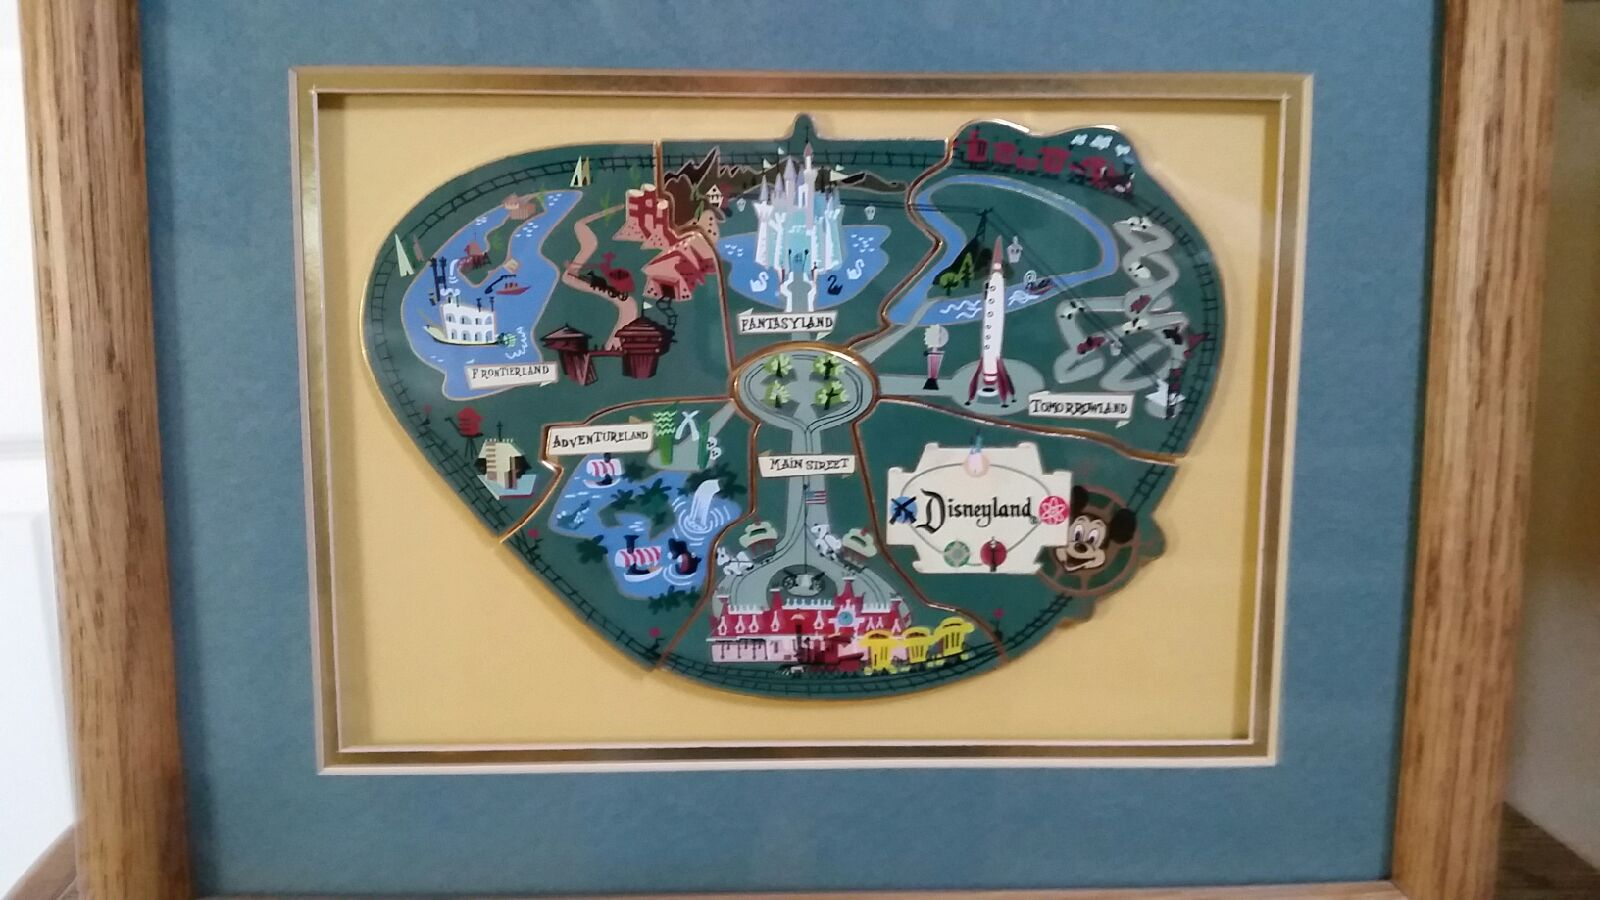 FANTASYLAND
FRONTIERLAND
TOMORROWLAND
ADVENTURELAND
MAIN STREET
Disneyland